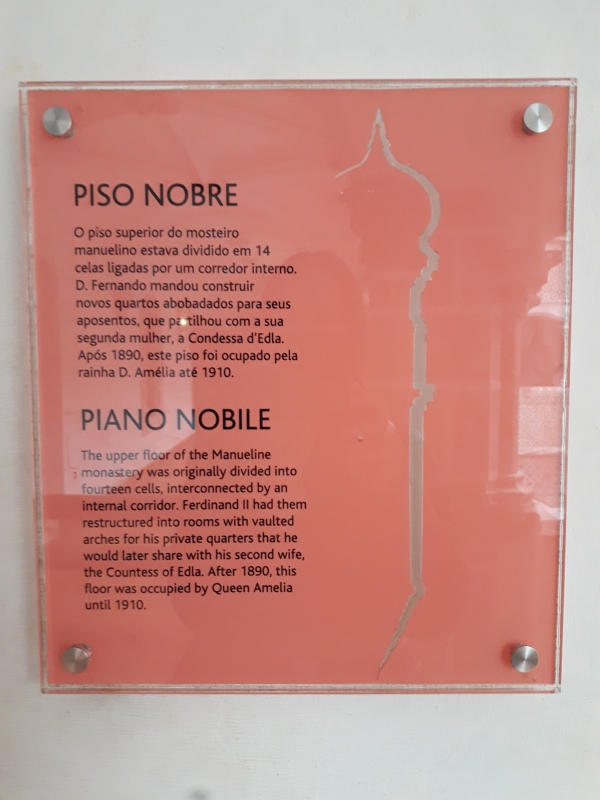 PISO NOBRE
O piso superior do mosteiro
manuelino estava dividido em 14
celas ligadas por um corredor interno.
D. Fernando mandou construir
novos quartos abobadados para seus
aposentos, que partilhou com a sua
segunda mulher, a Condessa d'Edla.
Após 1890, este piso foi ocupado pela
rainha D. Amélia até 1910.
PIANO NOBILE
The upper floor of the Manueline
monastery was originally divided into
fourteen cells, interconnected by an
internal corridor. Ferdinand II had them
restructured into rooms with vaulted
arches for his private quarters that he
would later share with his second wife,
the Countess of Edla. After 1890, this
floor was occupied by Queen Amelia
until 1910.